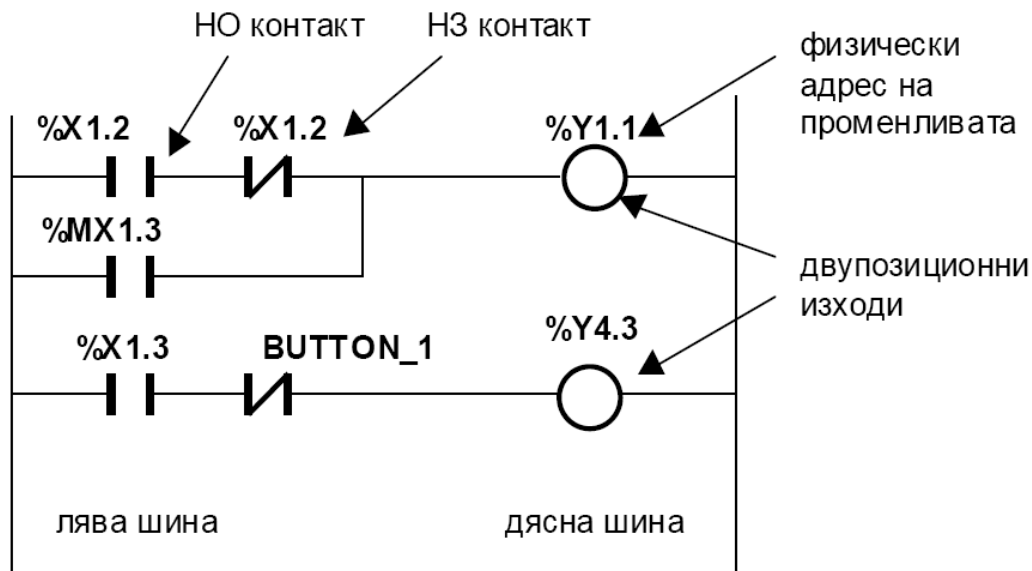 НО контакт
НЗ контакт
физически
адрес на
променливата
%X1.2
%X1.2
%Y1.1
%MX1.3
двупозиционни
изходи
%X1.3
BUTTON_1
%Y4.3
лява шина
дясна шина